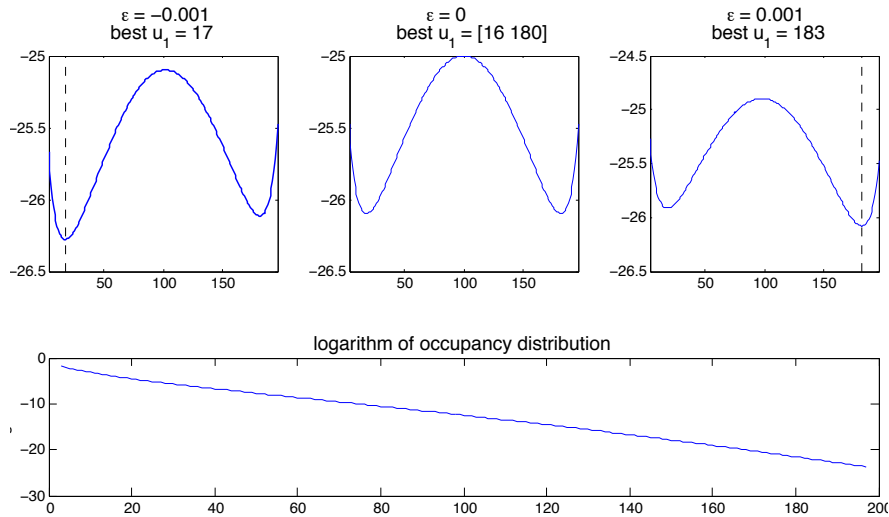 ε = −0.001
best u1 = 17
−25
−25.5
−26
−26.5
50 100 150
ε = 0
best u1 = [16 180]
−25
−25.5
−26
−26.5
50 100 150
ε = 0.001
best u1 = 183
−24.5
−25
−25.5
−26
−26.5
50 100 150
logarithm of occupancy distribution
0
−10
−20
−30
0 20 40 60 80 100 120 140 160 180 200